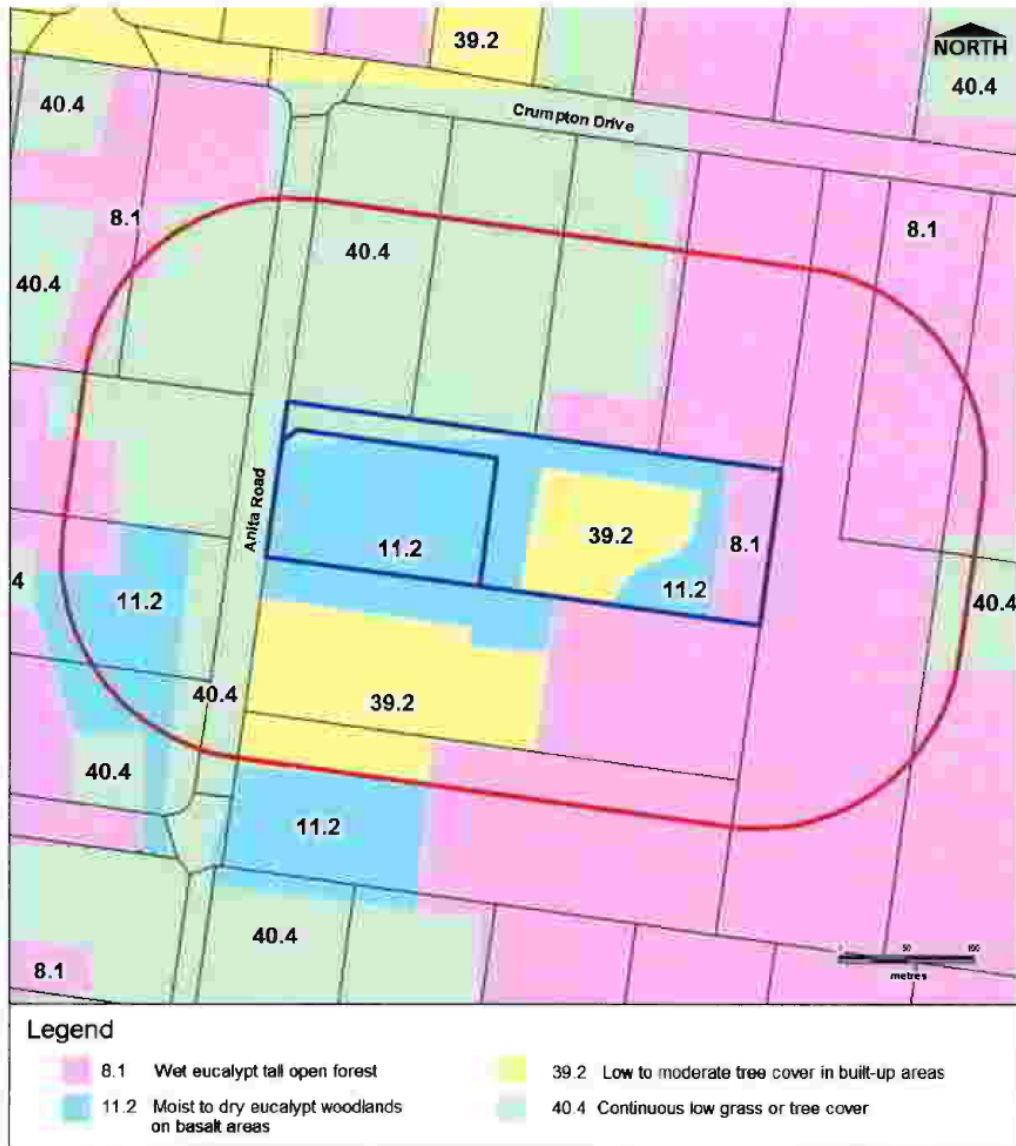 39.2
NORTH
40.4
40.4
Crumpton Drive
8.1
8.1
40.4
40.4
Anita Road
39.2
11.2
8.1
11.2
4
11.2
40.4
40.4
39.2
40.4
11.2
40.4
8.1
0 50 100
metres
Legend
8.1 Wet eucalypt tall open forest
11.2 Moist to dry eucalypt woodlands
on basalt areas
39.2 Low to moderate tree cover in built-up areas
40.4 Continuous low grass or tree cover